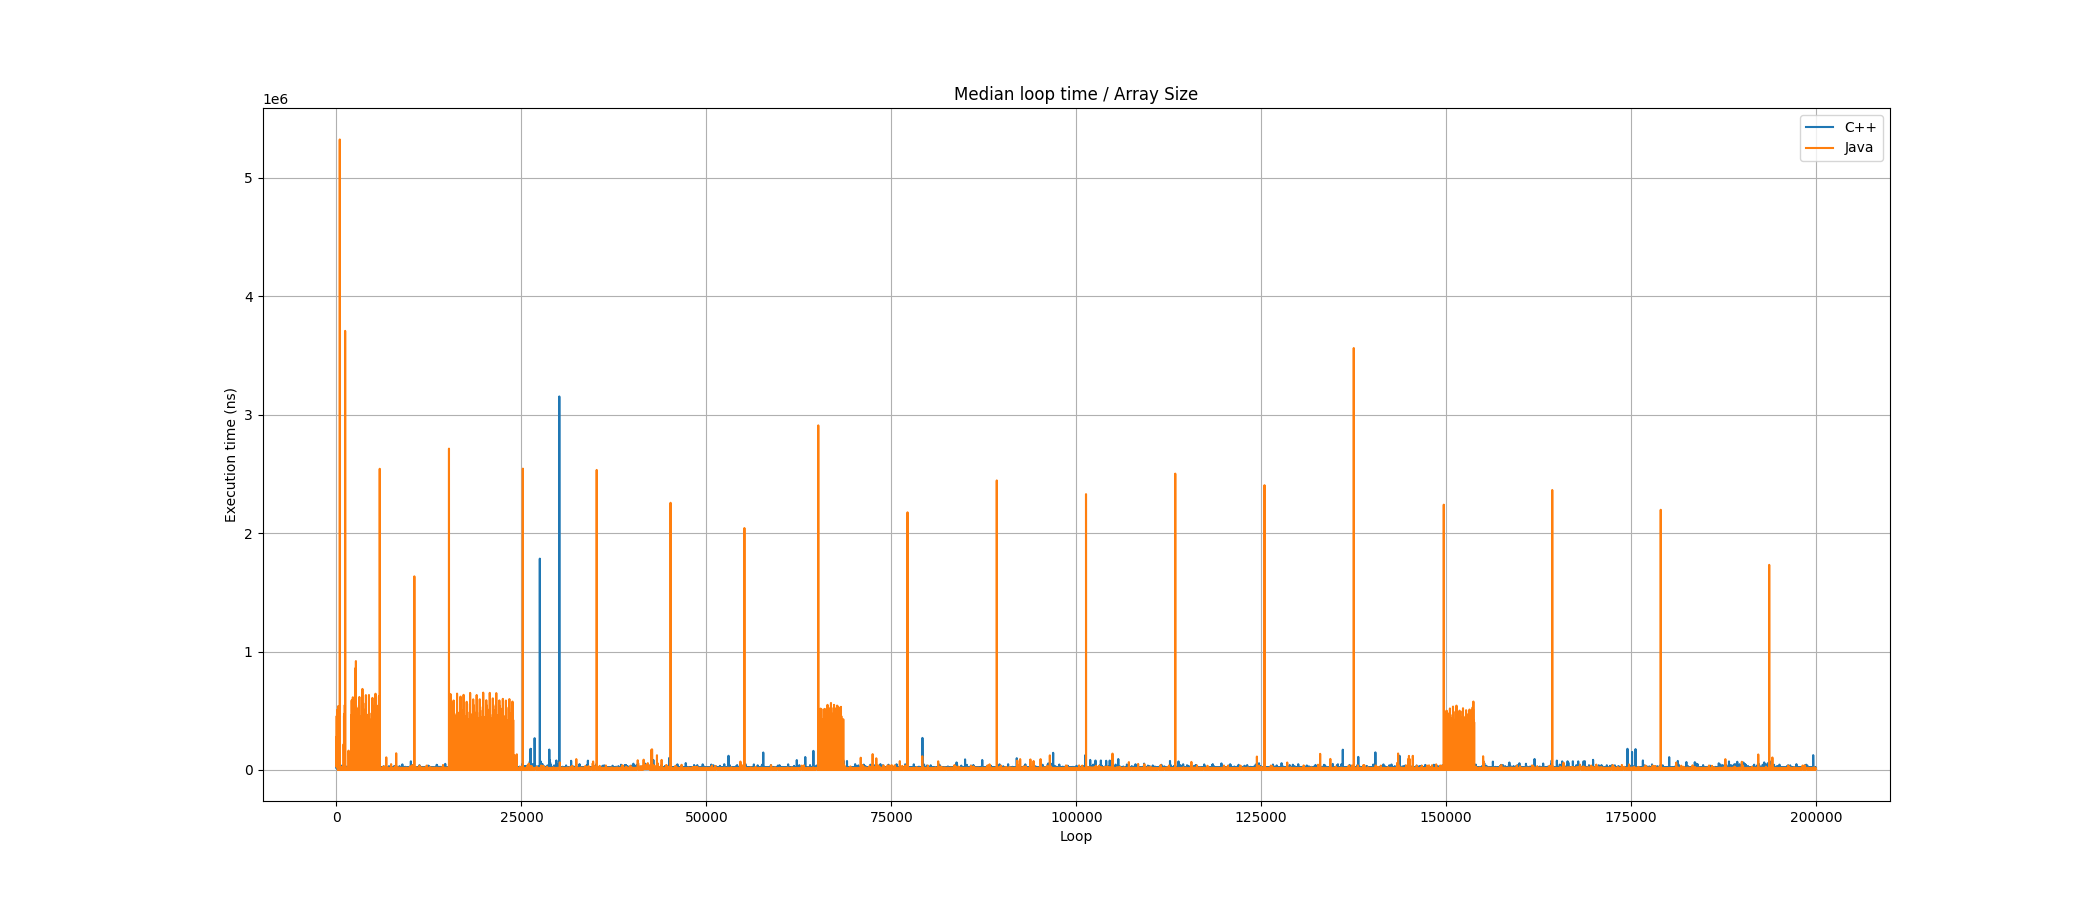 Median loop time / Array Size
1e6
C++
Java
5
4
3
2
1
0
Execution time (ns)
0 25000 50000 75000 100000 125000 150000 175000 200000
Loop